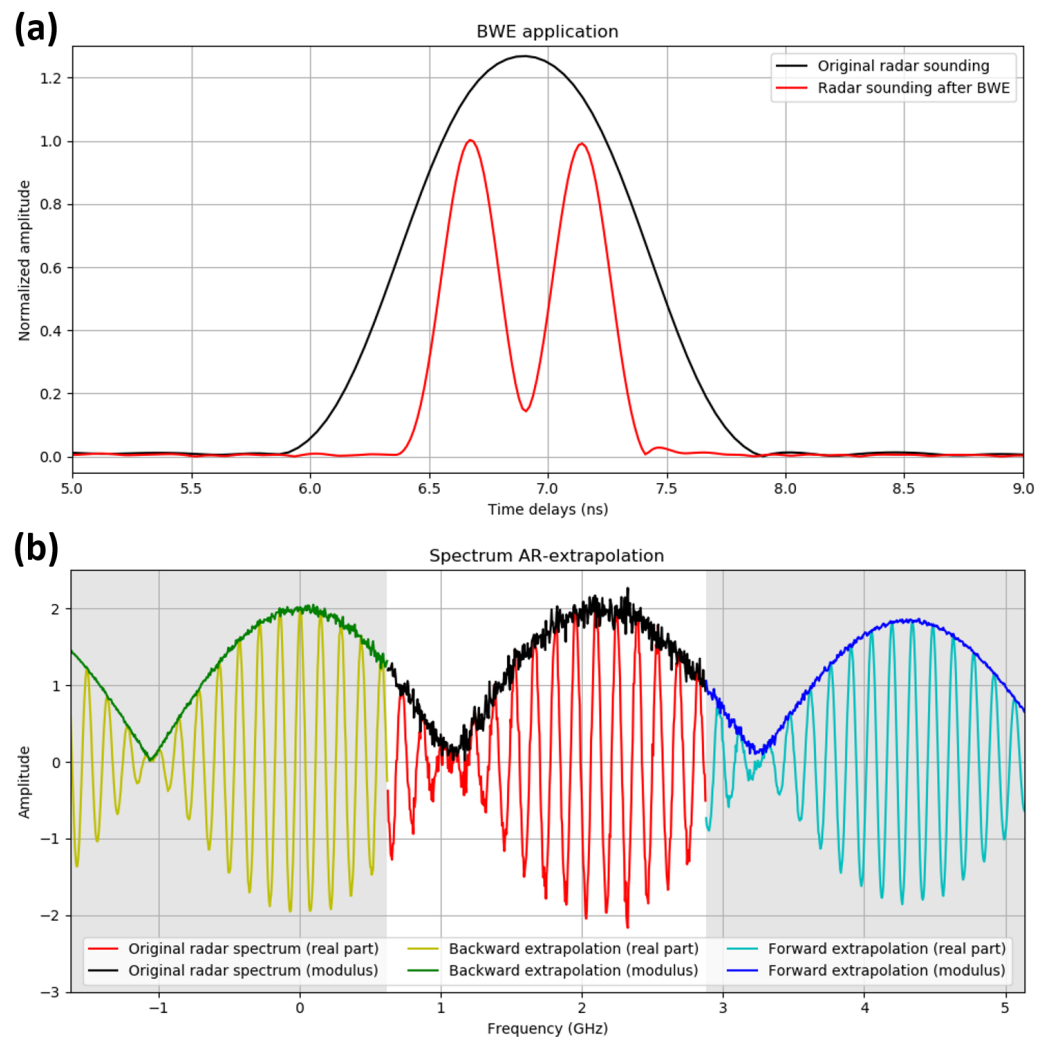 (a)
BWE application
Original radar sounding
Radar sounding after BWE
Normalized amplitude
1.2
1.0
0.8
0.6
0.4
0.2
0.0
5.0 5.5 6.0 6.5 7.0 7.5 8.0 8.5 9.0
Time delays (ns)
(b)
Spectrum AR-extrapolation
Amplitude
2
1
0
−1
−2
−3
Original radar spectrum (real part) Backward extrapolation (real part) Forward extrapolation (real part)
Original radar spectrum (modulus) Backward extrapolation (modulus) Forward extrapolation (modulus)
−1 0 1 2 3 4 5
Frequency (GHz)